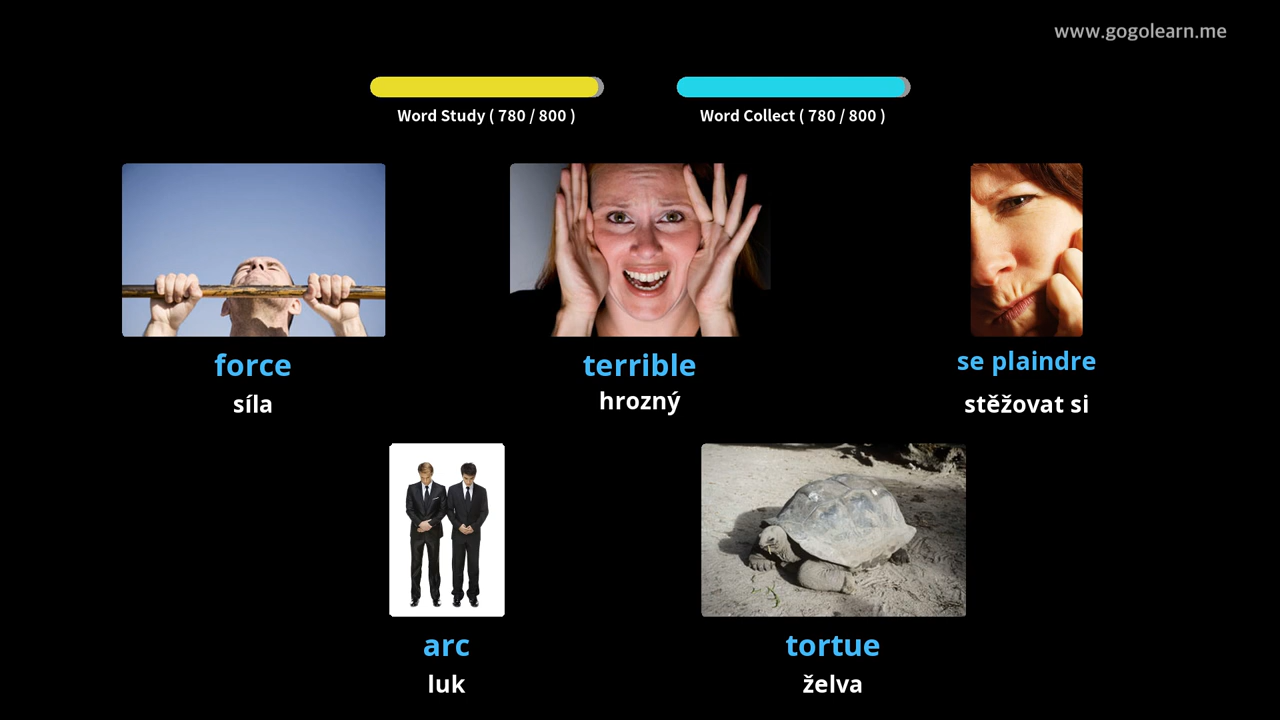 www.gogolearn.me
Word Study ( 780 / 800 )
Word Collect ( 780 / 800 )
force
síla
terrible
hrozný
se plaindre
stěžovat si
arc
luk
tortue
želva